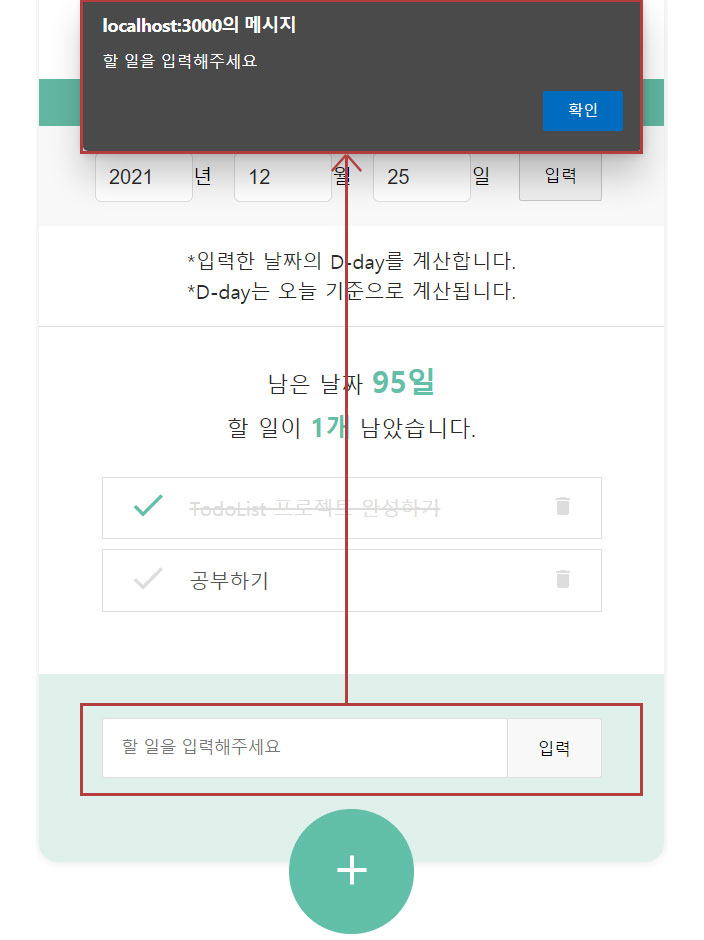 localhost:3000의 메시지
할 일을 입력해주세요
확인
2021 년 12 월 25 일 입력
*입력한 날짜의 D-day를 계산합니다.
*D-day는 오늘 기준으로 계산됩니다.
남은 날짜 95일
할 일이 1개 남았습니다.
TodoList 프로젝트 완성하기
공부하기
할 일을 입력해주세요 입력